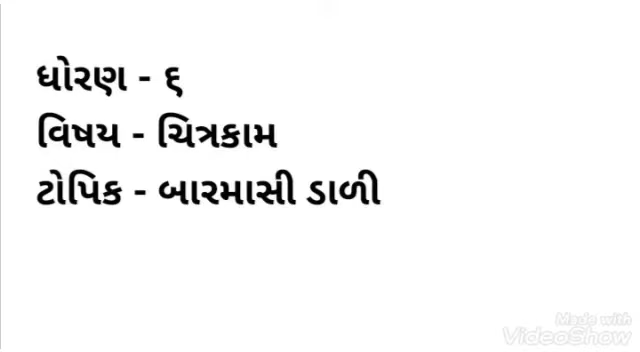 ધોરણ - ૬
વિષય - ચિત્રકામ
ટોપિક - બારમાસી ડાળી
Made with
VideoShow